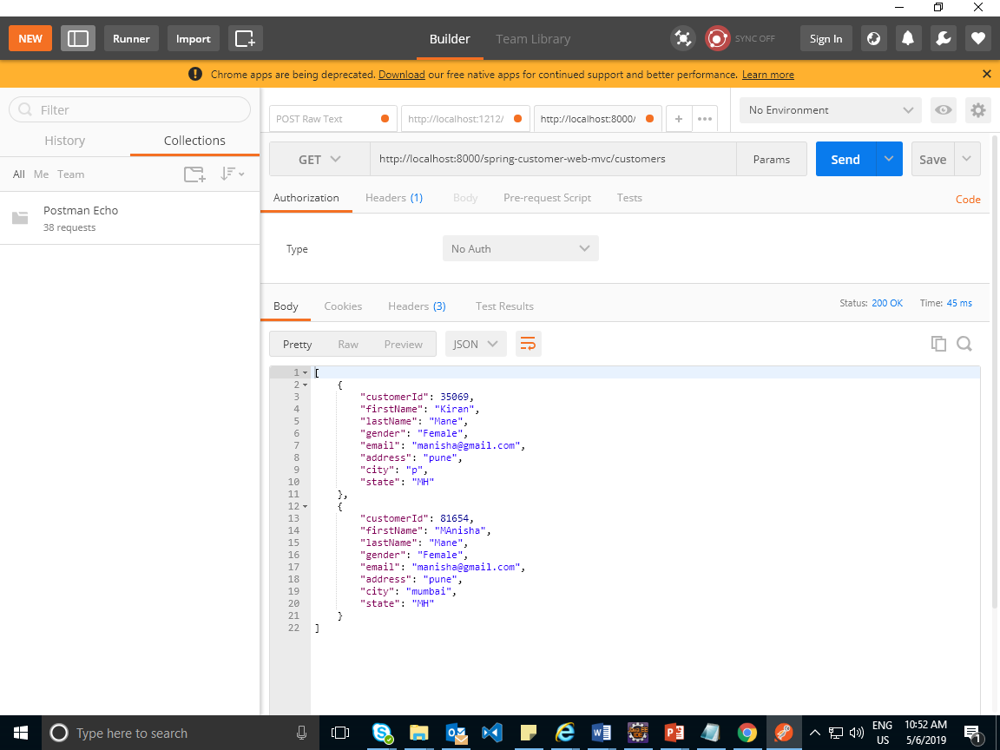 NEW Runner Import Builder Team Library SYNC OFF Sign In
Chrome apps are being deprecated. Download our free native apps for continued support and better performance. Learn more
Filter
History Collections
All Me Team
Postman Echo
38 requests
POST Raw Text http://localhost:1212/ http://localhost:8000/ + ••• No Environment
GET http://localhost:8000/spring-customer-web-mvc/customers Params Send Save
Authorization Headers (1) Body Pre-request Script Tests Code
Type No Auth
Body Cookies Headers (3) Test Results Status: 200 OK Time: 45 ms
Pretty Raw Preview JSON
1 [
2 {
3 "customerId": 35069,
4 "firstName": "Kiran",
5 "lastName": "Mane",
6 "gender": "Female",
7 "email": "manisha@gmail.com",
8 "address": "pune",
9 "city": "p",
10 "state": "MH"
11 },
12 {
13 "customerId": 81654,
14 "firstName": "MAnisha",
15 "lastName": "Mane",
16 "gender": "Female",
17 "email": "manisha@gmail.com",
18 "address": "pune",
19 "city": "mumbai",
20 "state": "MH"
21 }
22 ]
Type here to search ENG 10:52 AM
US 5/6/2019 1